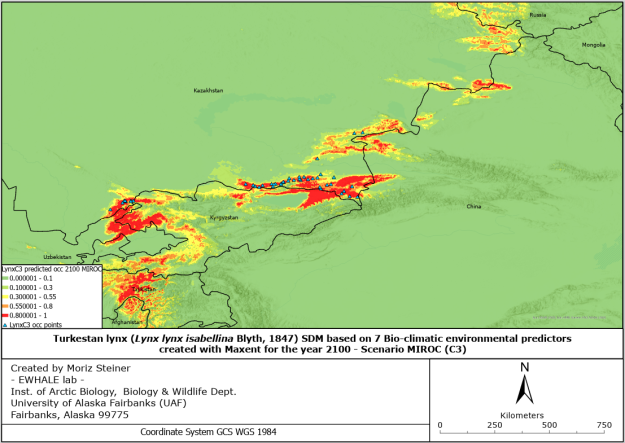 Russia
Mongolia
Kazakhstan
China
Kyrgyzstan
Uzbekistan
Afghanistan
LynxC3 predicted occ 2100 MIROC
0.000001 - 0.1
0.100001 - 0.3
0.300001 - 0.55
0.550001 - 0.8
0.800001 - 1
LynxC3 occ points
Turkestan lynx (Lynx lynx isabellina Blyth, 1847) SDM based on 7 Bio-climatic environmental predictors
created with Maxent for the year 2100 - Scenario MIROC (C3)
Created by Moriz Steiner
- EWHALE lab -
Inst. of Arctic Biology, Biology & Wildlife Dept.
University of Alaska Fairbanks (UAF)
Fairbanks, Alaska 99775
Coordinate System GCS WGS 1984
N
Kilometers
0 250 500 750